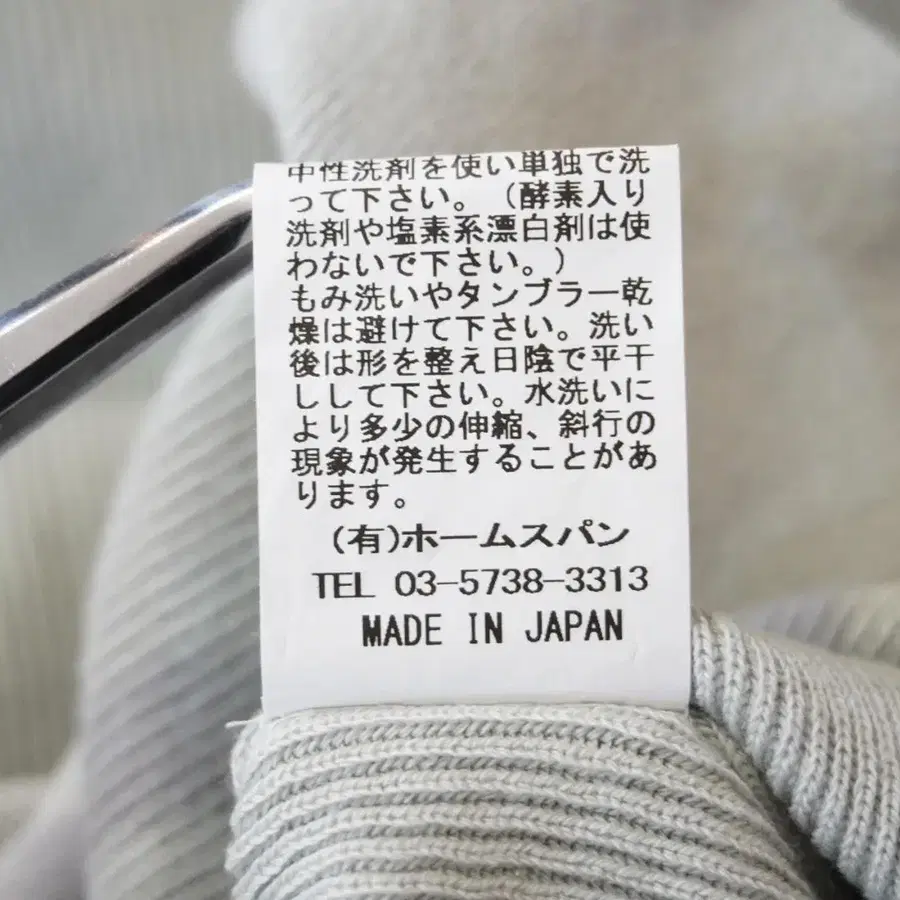 中性洗剤を使い単独で洗
って下さい。（酵素入り
洗剤や塩素系漂白剤は使
わないで下さい。）
もみ洗いやタンブラー乾
燥は避けて下さい。洗い
後は形を整え日陰で平干
しして下さい。水洗いに
より多少の伸縮、斜行の
現象が発生することがあ
ります。
(有)ホームスパン
TEL 03-5738-3313
MADE IN JAPAN